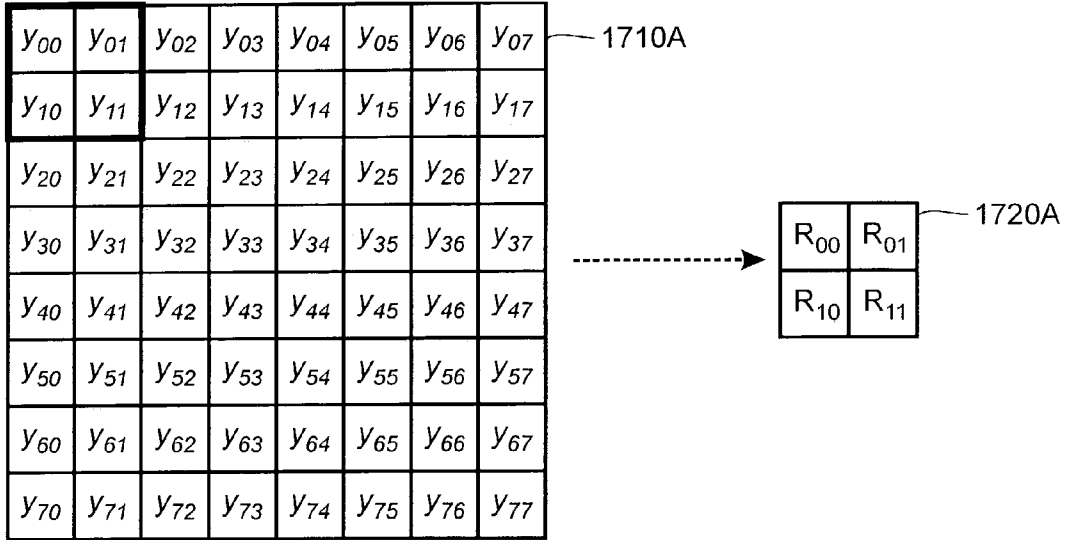 y00 y01 y02 y03 y04 y05 y06 y07 1710A
y10 y11 y12 y13 y14 y15 y16 y17
y20 y21 y22 y23 y24 y25 y26 y27
y30 y31 y32 y33 y34 y35 y36 y37
y40 y41 y42 y43 y44 y45 y46 y47
y50 y51 y52 y53 y54 y55 y56 y57
y60 y61 y62 y63 y64 y65 y66 y67
y70 y71 y72 y73 y74 y75 y76 y77
1720A
R00 R01
R10 R11